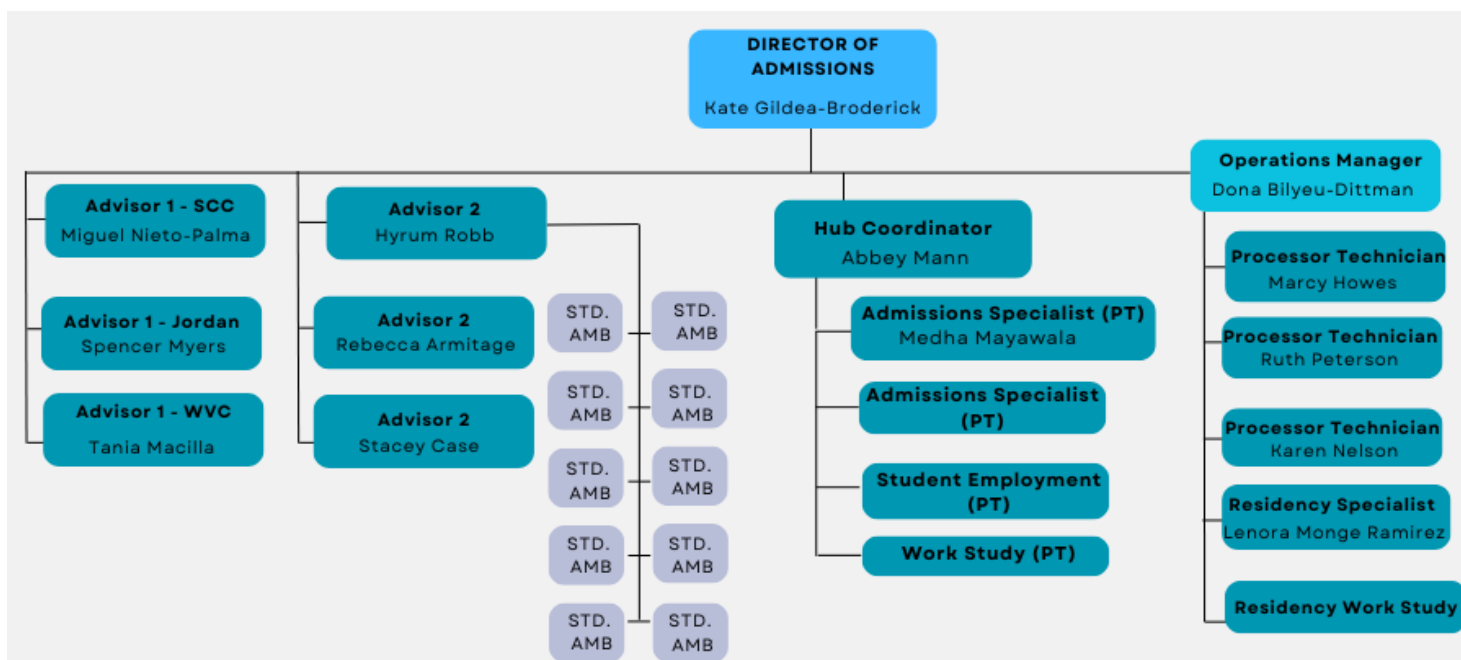 DIRECTOR OF
ADMISSIONS
Kate Gildea-Broderick
Advisor 1 - SCC
Miguel Nieto-Palma
Advisor 1 - Jordan
Spencer Myers
Advisor 1 - WVC
Tania Macilla
Advisor 2
Hyrum Robb
Advisor 2
Rebecca Armitage
Advisor 2
Stacey Case
STD.
AMB
STD.
AMB
STD.
AMB
STD.
AMB
STD.
AMB
STD.
AMB
STD.
AMB
STD.
AMB
STD.
AMB
STD.
AMB
Hub Coordinator
Abbey Mann
Admissions Specialist (PT)
Medha Mayawala
Admissions Specialist
(PT)
Student Employment
(PT)
Work Study (PT)
Operations Manager
Dona Bilyeu-Dittman
Processor Technician
Marcy Howes
Processor Technician
Ruth Peterson
Processor Technician
Karen Nelson
Residency Specialist
Lenora Monge Ramirez
Residency Work Study